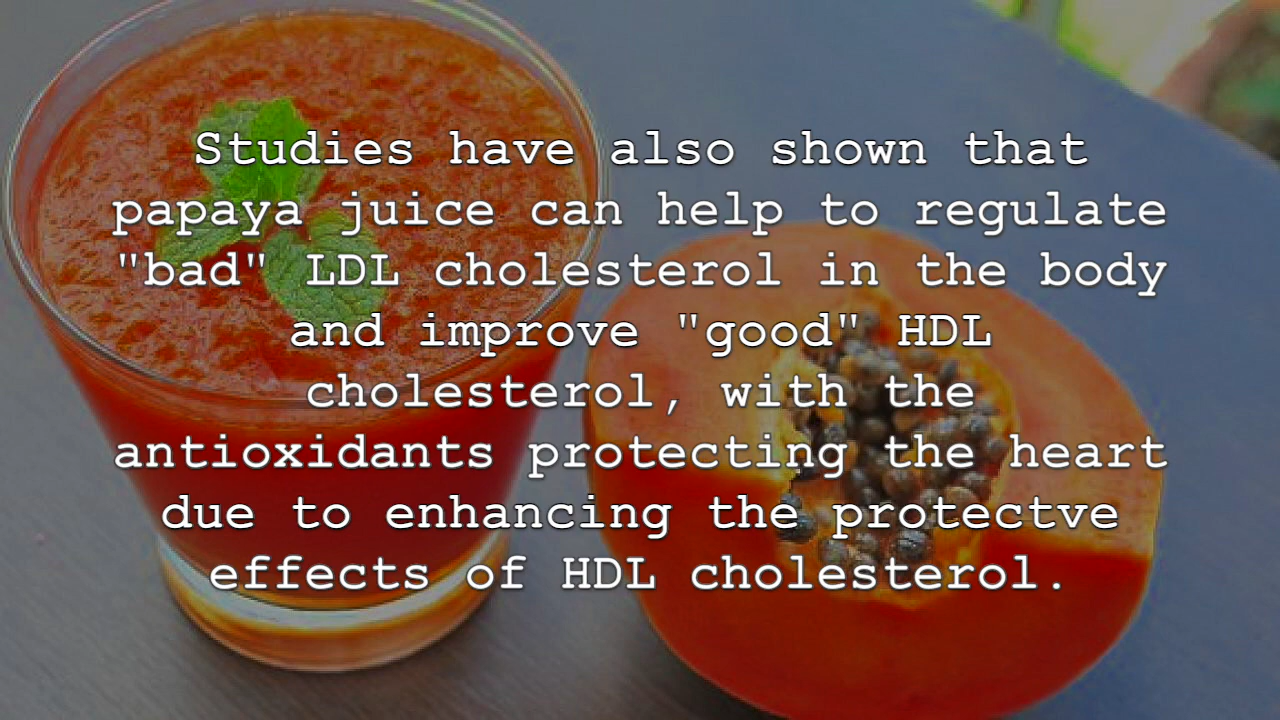 Studies have also shown that
papaya juice can help to regulate
"bad" LDL cholesterol in the body
and improve "good" HDL
cholesterol, with the
antioxidants protecting the heart
due to enhancing the protectve
effects of HDL cholesterol.